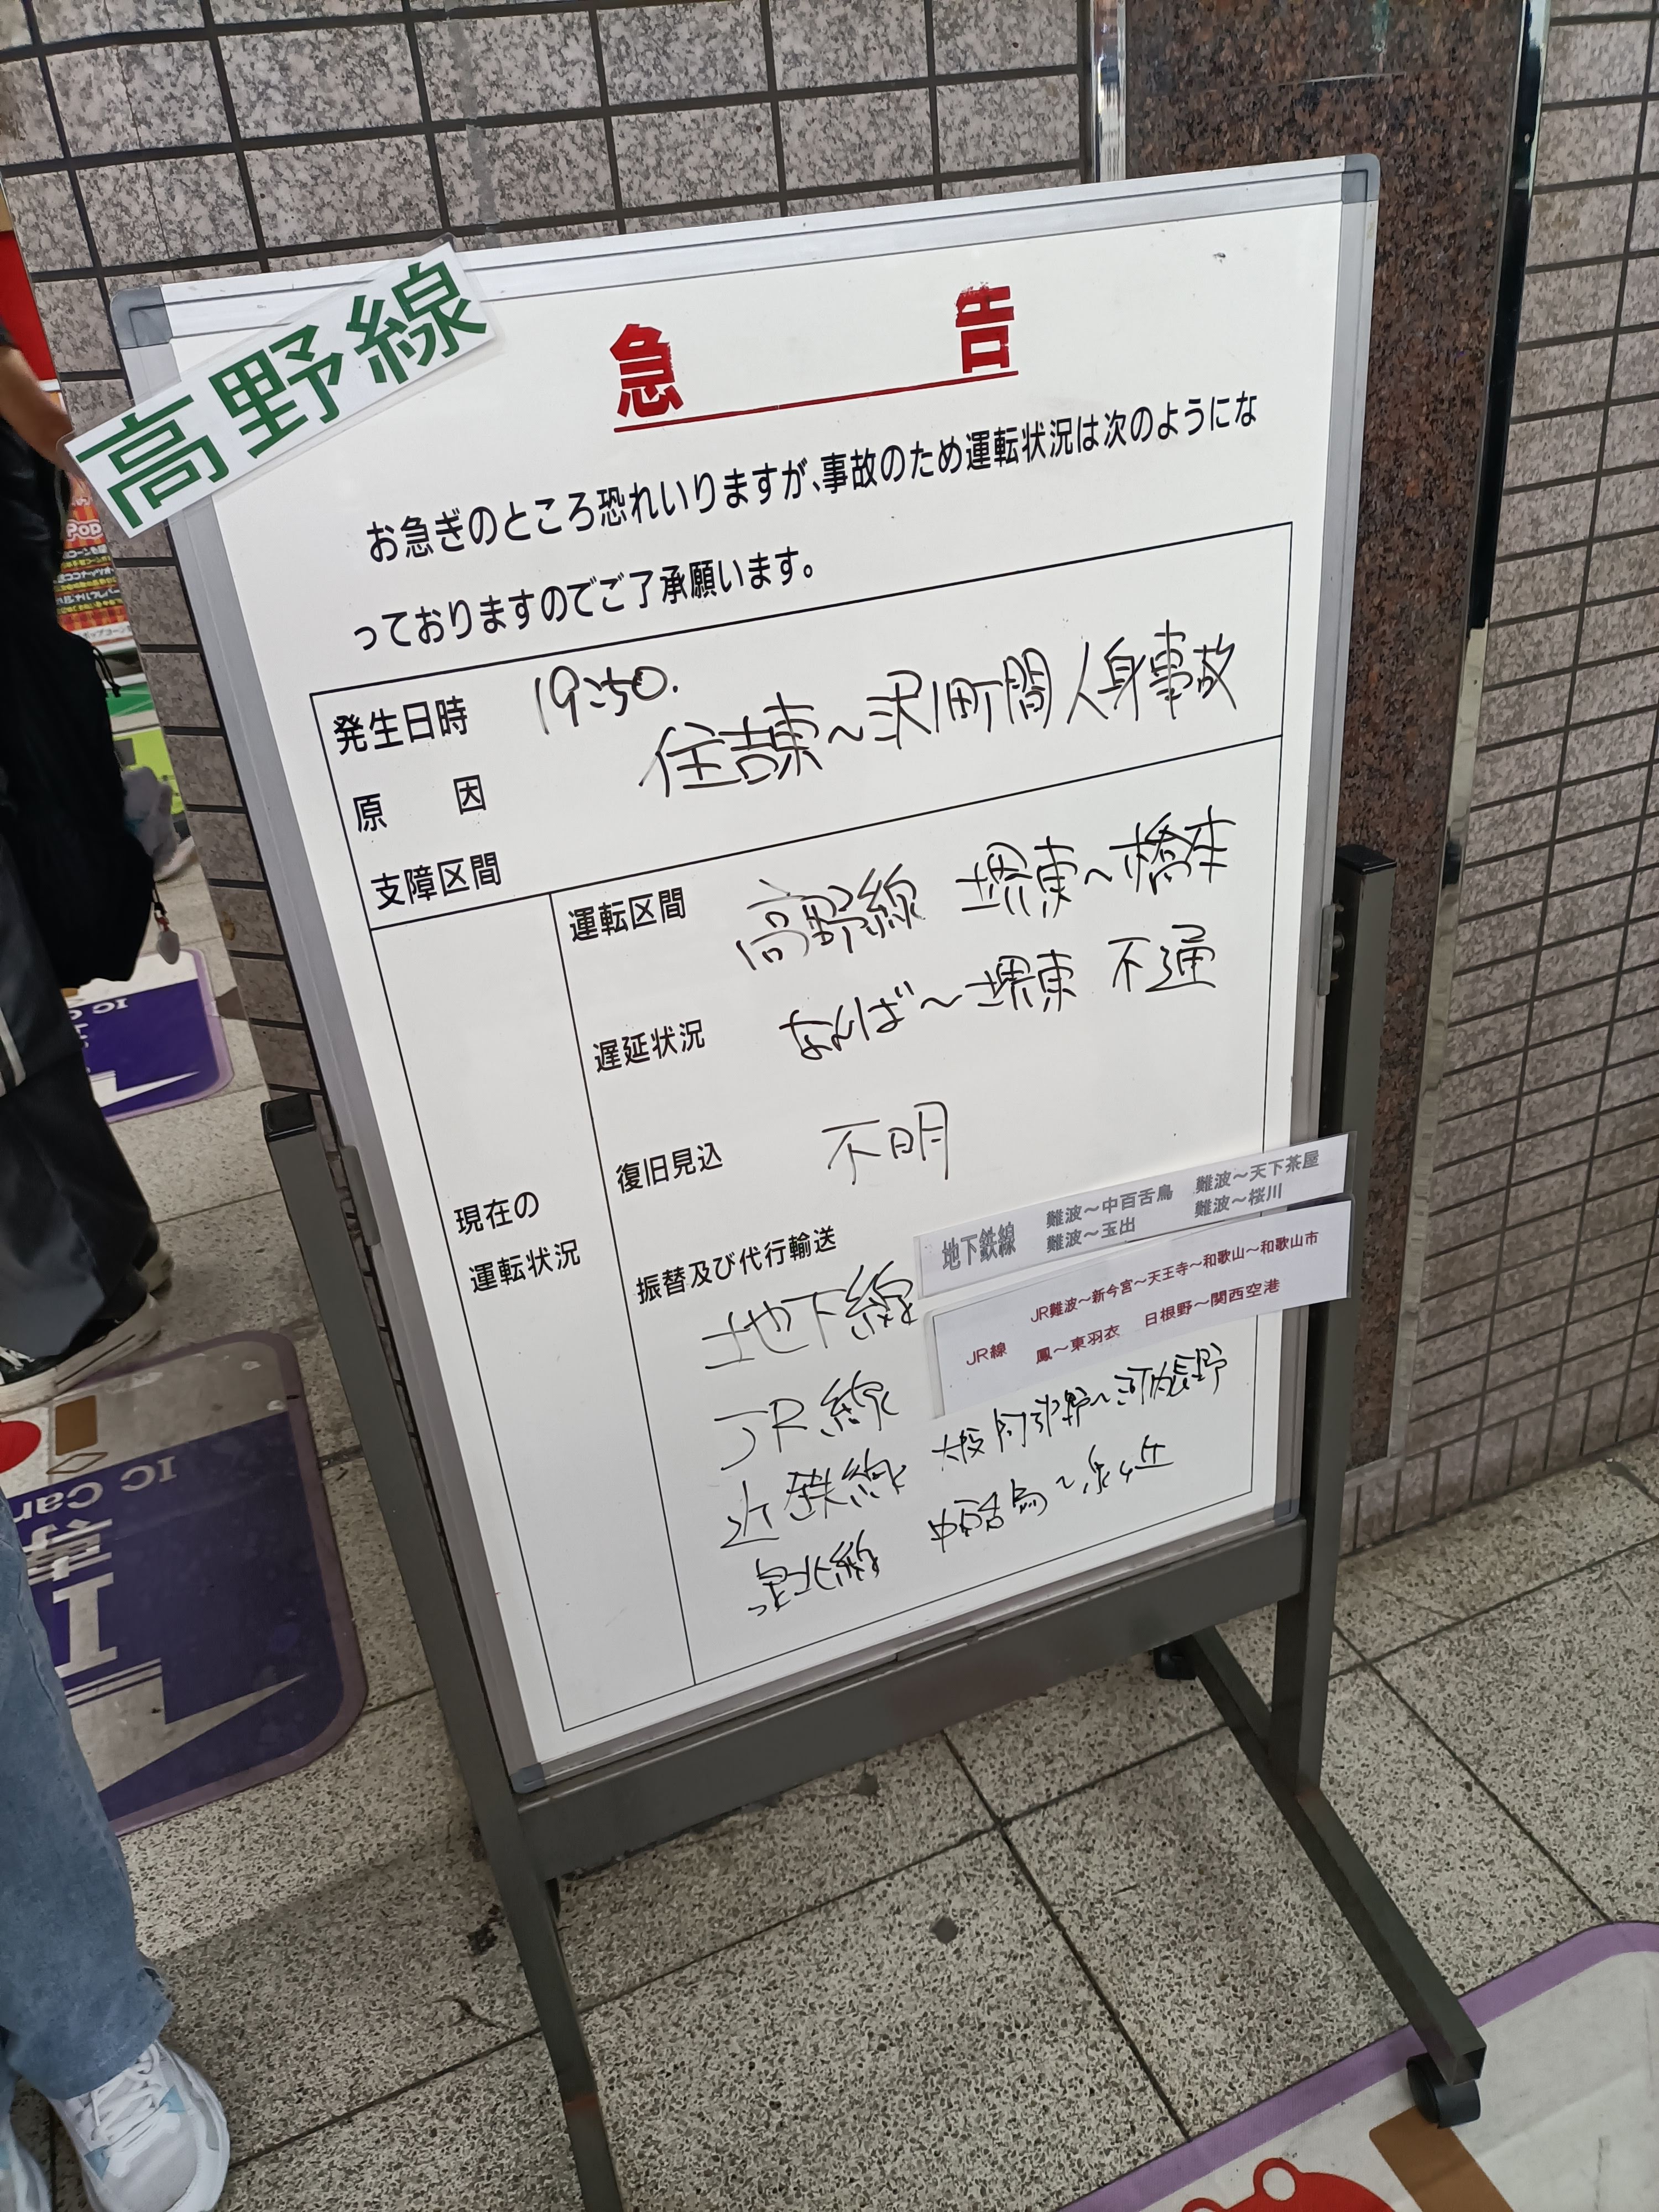 高野線
急　告
お急ぎのところ恐れいりますが、事故のため運転状況は次のようにな
っておりますのでご了承願います。
発生日時 19:50.
原　因 住吉東～沢ノ町間人身事故
支障区間
現在の
運転状況
運転区間 高野線 堺東～橋本
遅延状況 なんば～堺東 不通
復旧見込 不明
振替及び代行輸送
地下線
地下鉄線 難波～中百舌鳥 難波～天下茶屋
難波～玉出 難波～桜川
JR線
JR線 JR難波～新今宮～天王寺～和歌山～和歌山市
鳳～東羽衣 日根野～関西空港
近鉄線 大阪阿部野～河内長野
泉北線 中百舌鳥～
IC Car
IC C
POP